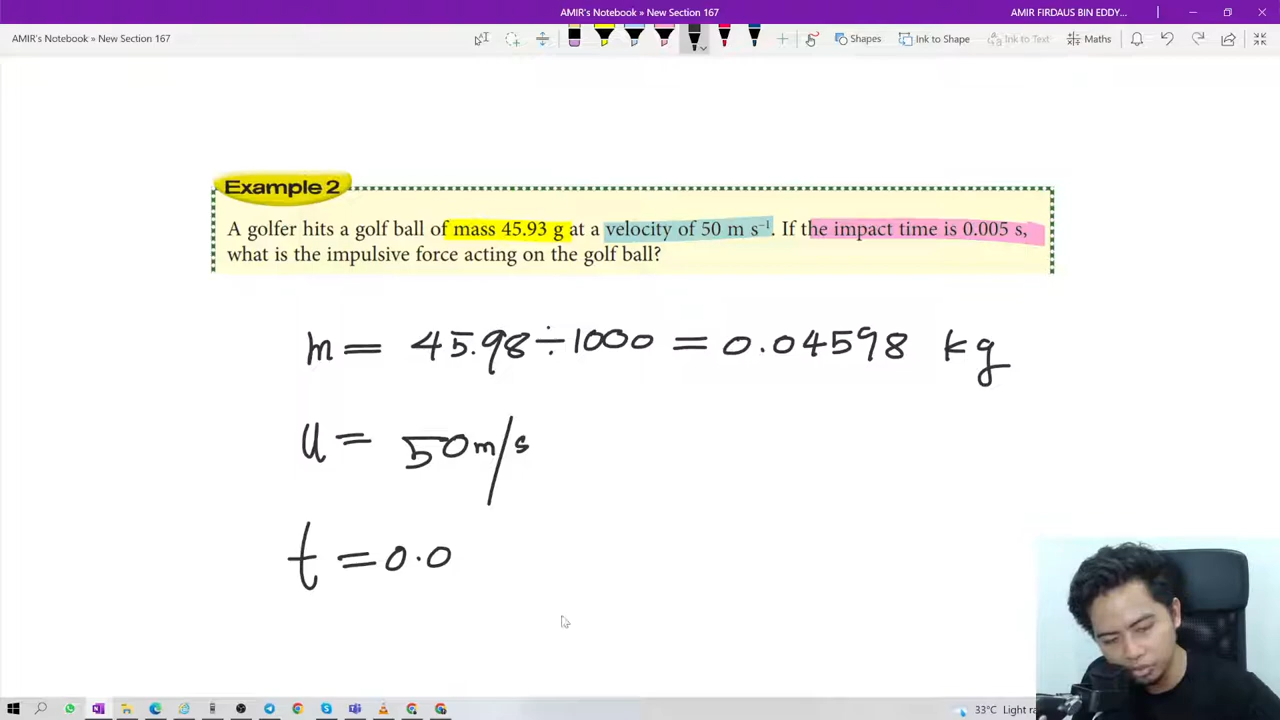 AMIR's Notebook » New Section 167
AMIR FIRDAUS BIN EDDY...
AMIR's Notebook » New Section 167
Shapes
Ink to Shape
Ink to Text
Maths
Example 2
A golfer hits a golf ball of mass 45.93 g at a velocity of 50 m s⁻¹. If the impact time is 0.005 s,
what is the impulsive force acting on the golf ball?
m = 45.98 ÷ 1000 = 0.04598 kg
u = 50 m/s
t = 0.0
33°C Light ra